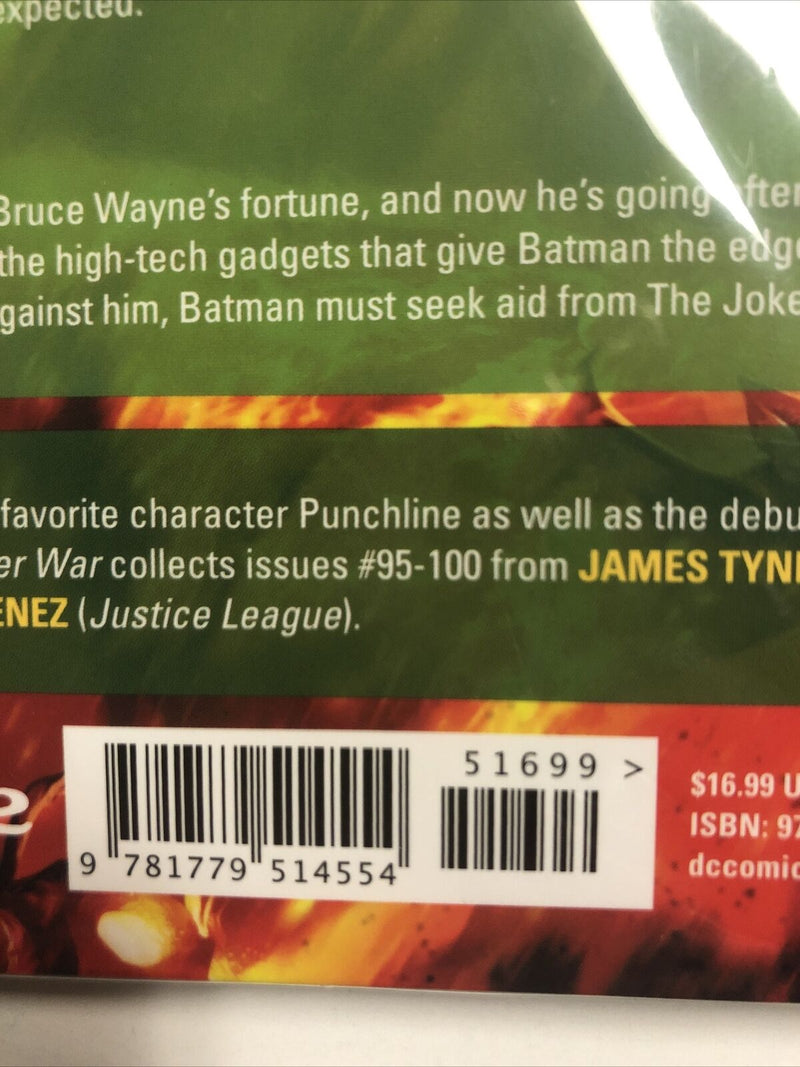 expected.
Bruce Wayne's fortune, and now he's going after
the high-tech gadgets that give Batman the edge
gainst him, Batman must seek aid from The Joke
favorite character Punchline as well as the debu
er War collects issues #95-100 from JAMES TYNI
ENEZ (Justice League).
51699 >
$16.99 U
ISBN: 97
dccomic
9 781779 514554